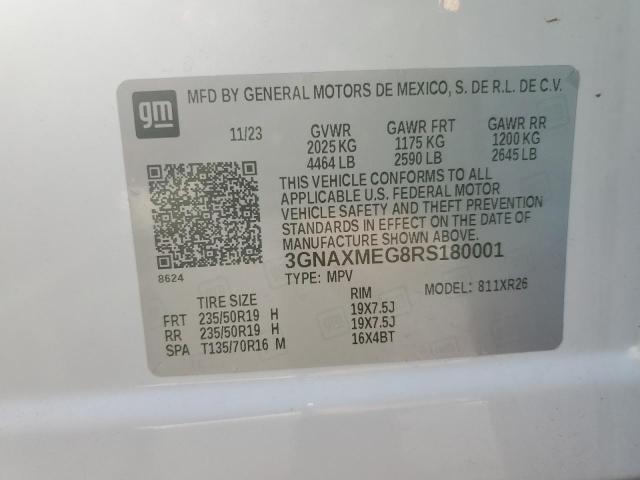 gm MFD BY GENERAL MOTORS DE MEXICO, S. DE R.L. DE C.V.
11/23 GVWR GAWR FRT GAWR RR
2025 KG 1175 KG 1200 KG
4464 LB 2590 LB 2645 LB
THIS VEHICLE CONFORMS TO ALL
APPLICABLE U.S. FEDERAL MOTOR
VEHICLE SAFETY AND THEFT PREVENTION
STANDARDS IN EFFECT ON THE DATE OF
MANUFACTURE SHOWN ABOVE.
3GNAXMEG8RS180001
8624 TYPE: MPV MODEL: 811XR26
TIRE SIZE RIM
FRT 235/50R19 H 19X7.5J
RR 235/50R19 H 19X7.5J
SPA T135/70R16 M 16X4BT